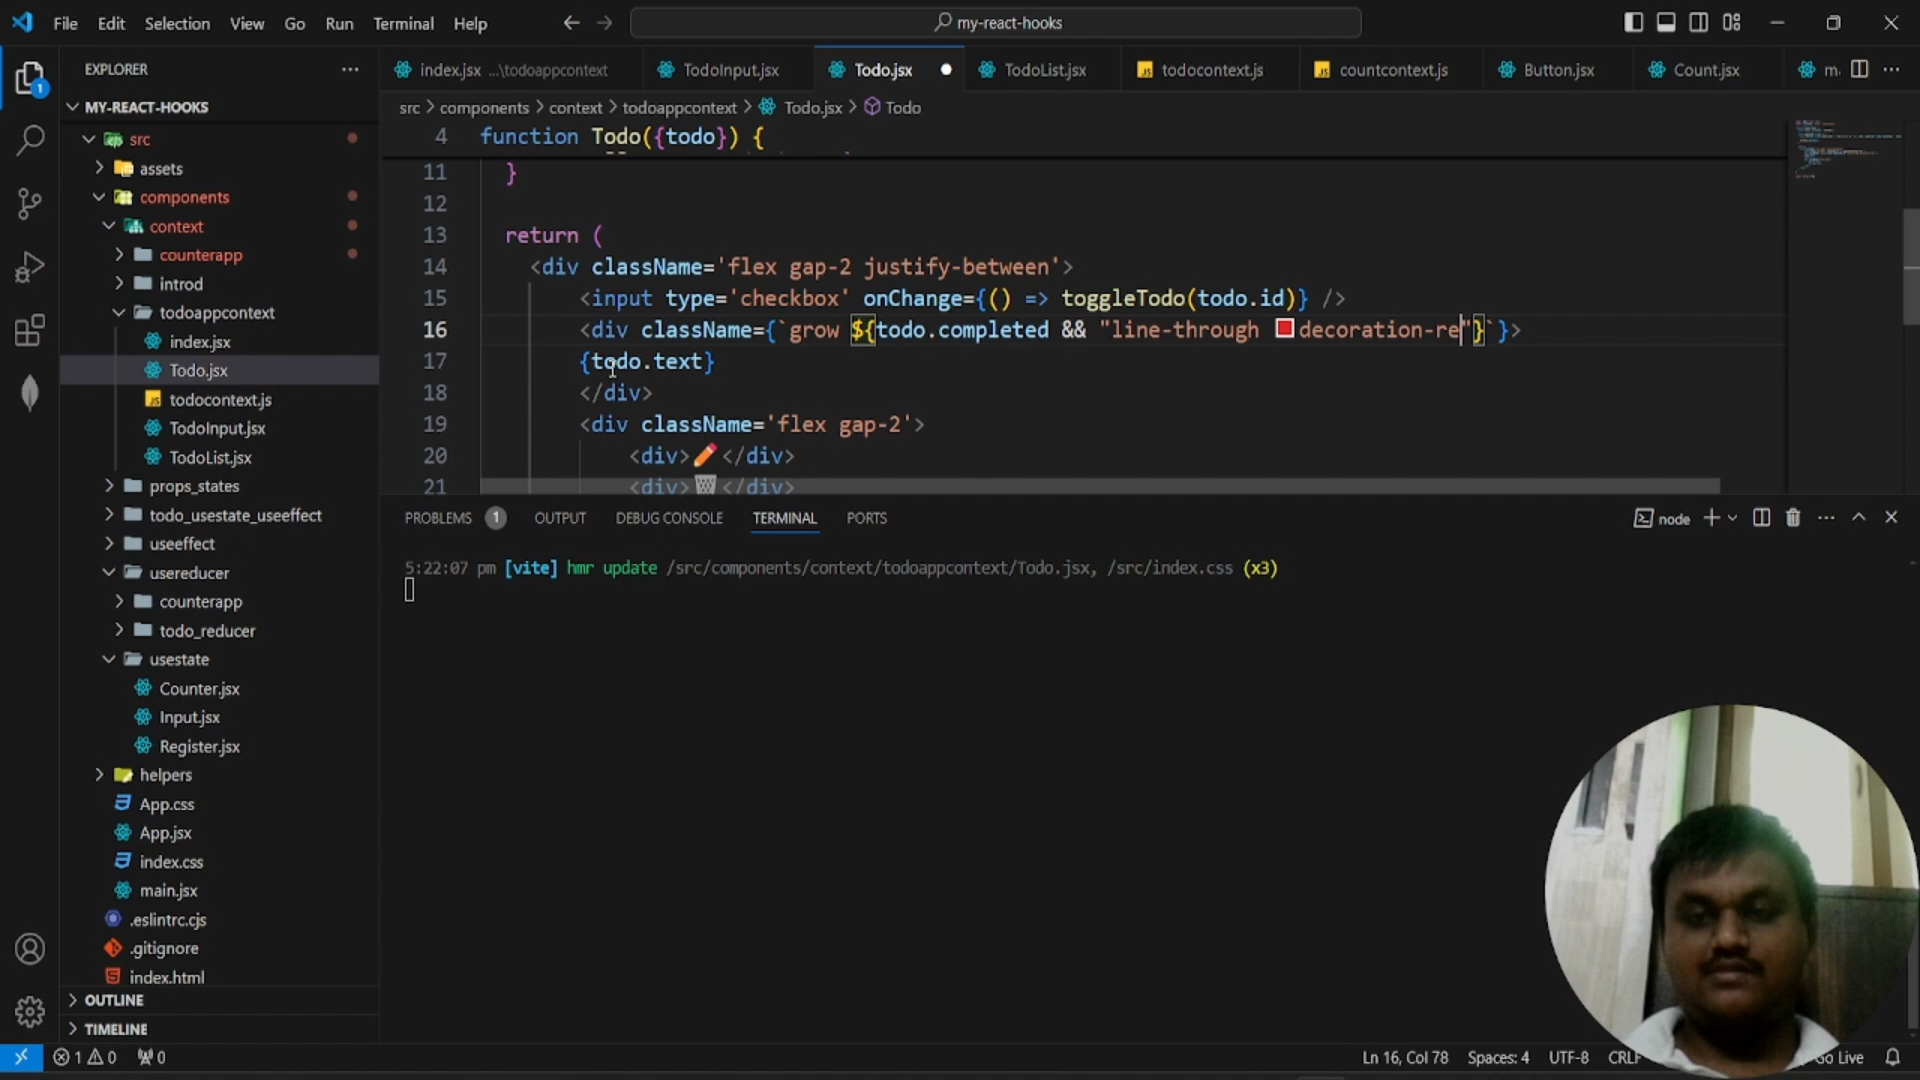 File Edit Selection View Go Run Terminal Help
my-react-hooks
EXPLORER
MY-REACT-HOOKS
src
assets
components
context
counterapp
introd
todoappcontext
index.jsx
Todo.jsx
todocontext.js
TodoInput.jsx
TodoList.jsx
props_states
todo_usestate_useeffect
useeffect
usereducer
counterapp
todo_reducer
usestate
Counter.jsx
Input.jsx
Register.jsx
helpers
App.css
App.jsx
index.css
main.jsx
.eslintrc.cjs
.gitignore
index.html
OUTLINE
TIMELINE
index.jsx ...\todoappcontext TodoInput.jsx Todo.jsx TodoList.jsx todocontext.js countcontext.js Button.jsx Count.jsx
src > components > context > todoappcontext > Todo.jsx > Todo
4 function Todo({todo}) {
11 }
12
13 return (
14 <div className='flex gap-2 justify-between'>
15 <input type='checkbox' onChange={() => toggleTodo(todo.id)} />
16 <div className={`grow ${todo.completed && "line-through decoration-re"}`}>
17 {todo.text}
18 </div>
19 <div className='flex gap-2'>
20 <div>✏️</div>
21 <div>🗑️</div>
PROBLEMS 1 OUTPUT DEBUG CONSOLE TERMINAL PORTS
node
5:22:07 pm [vite] hmr update /src/components/context/todoappcontext/Todo.jsx, /src/index.css (x3)
1 0 0
Ln 16, Col 78 Spaces: 4 UTF-8 CRLF Go Live